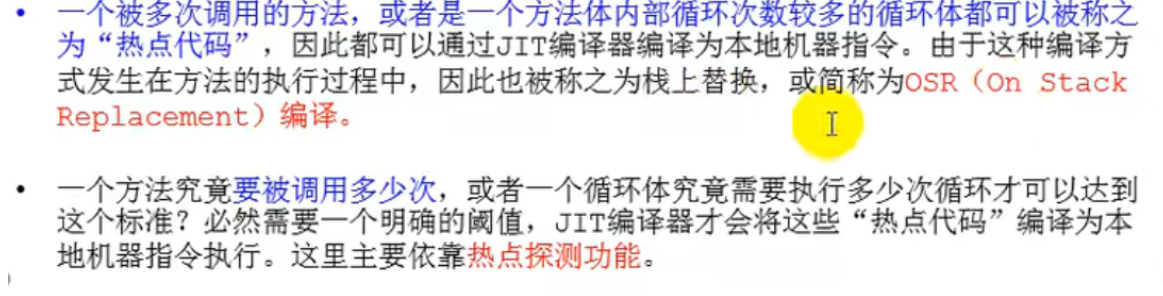 • 一个被多次调用的方法，或者是一个方法体内部循环次数较多的循环体都可以被称之
为“热点代码”，因此都可以通过JIT编译器编译为本地机器指令。由于这种编译方
式发生在方法的执行过程中，因此也被称之为栈上替换，或简称为OSR（On Stack
Replacement）编译。
• 一个方法究竟要被调用多少次，或者一个循环体究竟需要执行多少次循环才可以达到
这个标准？必然需要一个明确的阈值，JIT编译器才会将这些“热点代码”编译为本
地机器指令执行。这里主要依靠热点探测功能。